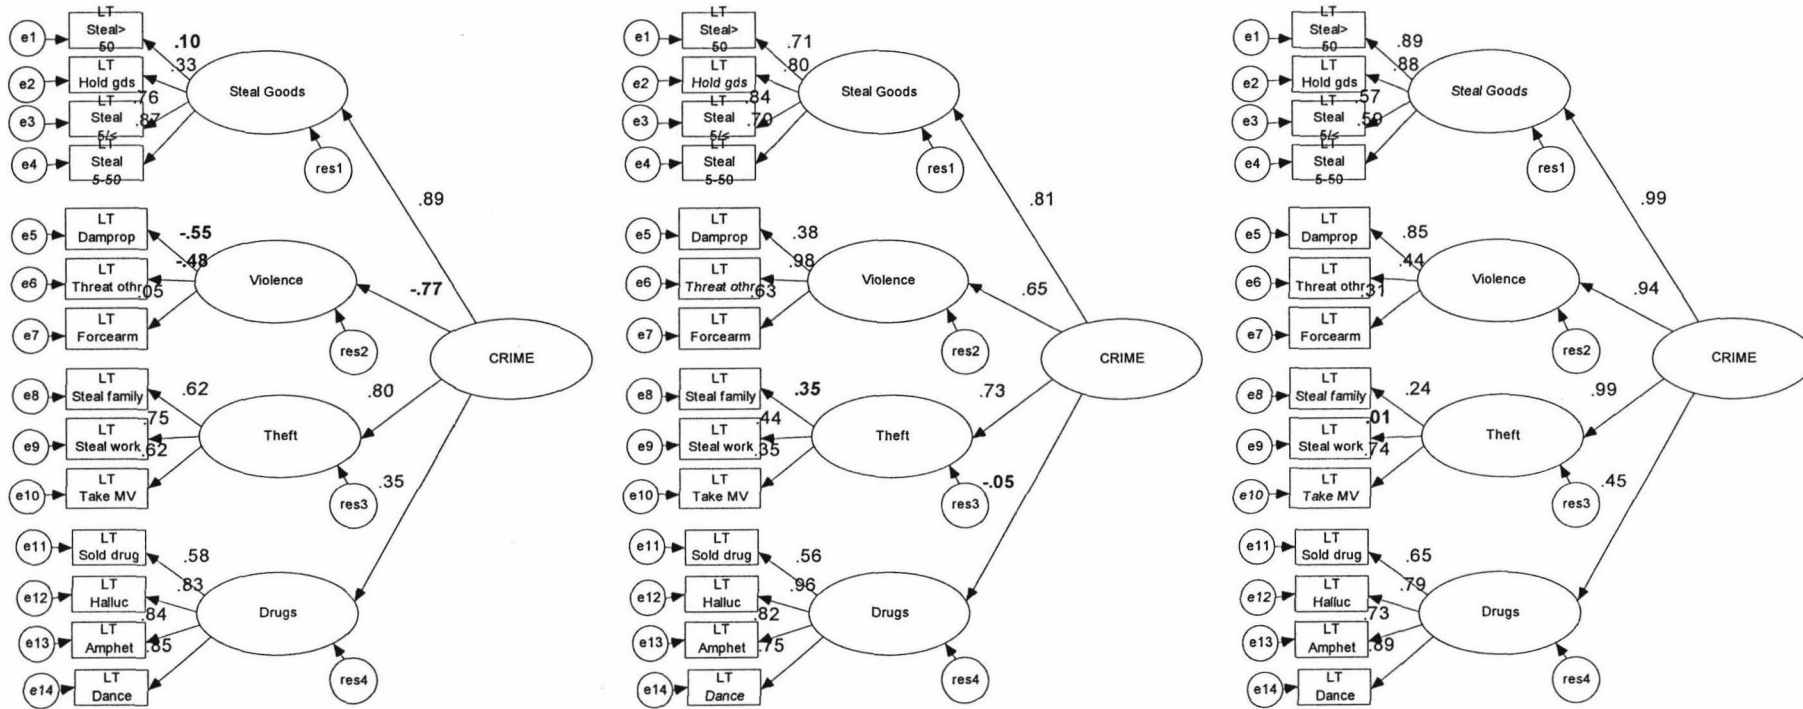 LT
e1
Steal>
50
.10
.33
LT
e2
Hold gds
.76
LT
e3
Steal
5/≤
.87
LT
e4
Steal
5-50
Steal Goods
res1
.89
LT
e5
Damprop
-.55
-.48
LT
e6
Threat othr
.05
LT
e7
Forcearm
Violence
res2
-.77
CRIME
LT
e8
Steal family
.62
.75
LT
e9
Steal work
.62
LT
e10
Take MV
Theft
res3
.80
.35
LT
e11
Sold drug
.58
.83
LT
e12
Halluc
.84
LT
e13
Amphet
.85
LT
e14
Dance
Drugs
res4
LT
e1
Steal>
50
.71
.80
LT
e2
Hold gds
.84
LT
e3
Steal
5/≤
.70
LT
e4
Steal
5-50
Steal Goods
res1
.81
LT
e5
Damprop
.38
.98
LT
e6
Threat othr
.63
LT
e7
Forcearm
Violence
res2
.65
CRIME
LT
e8
Steal family
.35
.44
LT
e9
Steal work
.35
LT
e10
Take MV
Theft
res3
.73
-.05
LT
e11
Sold drug
.56
.96
LT
e12
Halluc
.82
LT
e13
Amphet
.75
LT
e14
Dance
Drugs
res4
LT
e1
Steal>
50
.89
.88
LT
e2
Hold gds
.57
LT
e3
Steal
5/≤
.59
LT
e4
Steal
5-50
Steal Goods
res1
.99
LT
e5
Damprop
.85
.44
LT
e6
Threat othr
.31
LT
e7
Forcearm
Violence
res2
.94
CRIME
LT
e8
Steal family
.24
.01
LT
e9
Steal work
.74
LT
e10
Take MV
Theft
res3
.99
.45
LT
e11
Sold drug
.65
.79
LT
e12
Halluc
.73
LT
e13
Amphet
.89
LT
e14
Dance
Drugs
res4